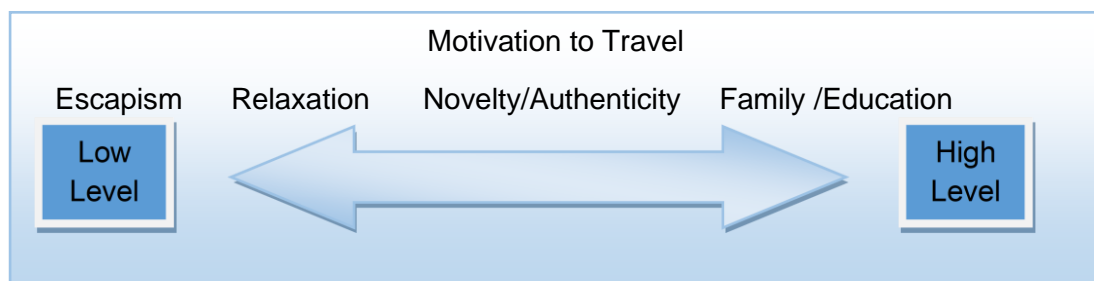 Motivation to Travel
Escapism Relaxation Novelty/Authenticity Family /Education
Low
Level
High
Level